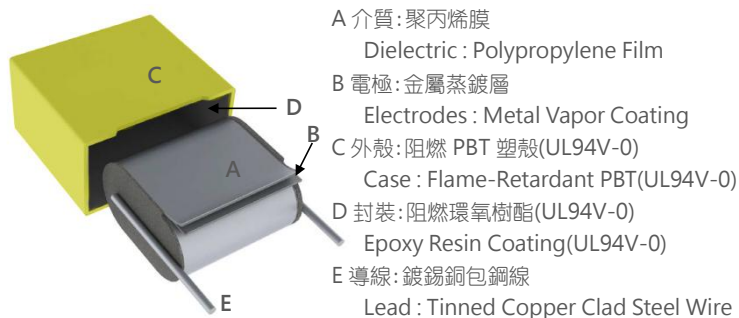 A 介質:聚丙烯膜
Dielectric : Polypropylene Film
B 電極:金屬蒸鍍層
Electrodes : Metal Vapor Coating
C 外殼:阻燃 PBT 塑殼(UL94V-0)
Case : Flame-Retardant PBT(UL94V-0)
D 封裝:阻燃環氧樹酯(UL94V-0)
Epoxy Resin Coating(UL94V-0)
E 導線:鍍錫銅包鋼線
Lead : Tinned Copper Clad Steel Wire
C
D
B
A
E